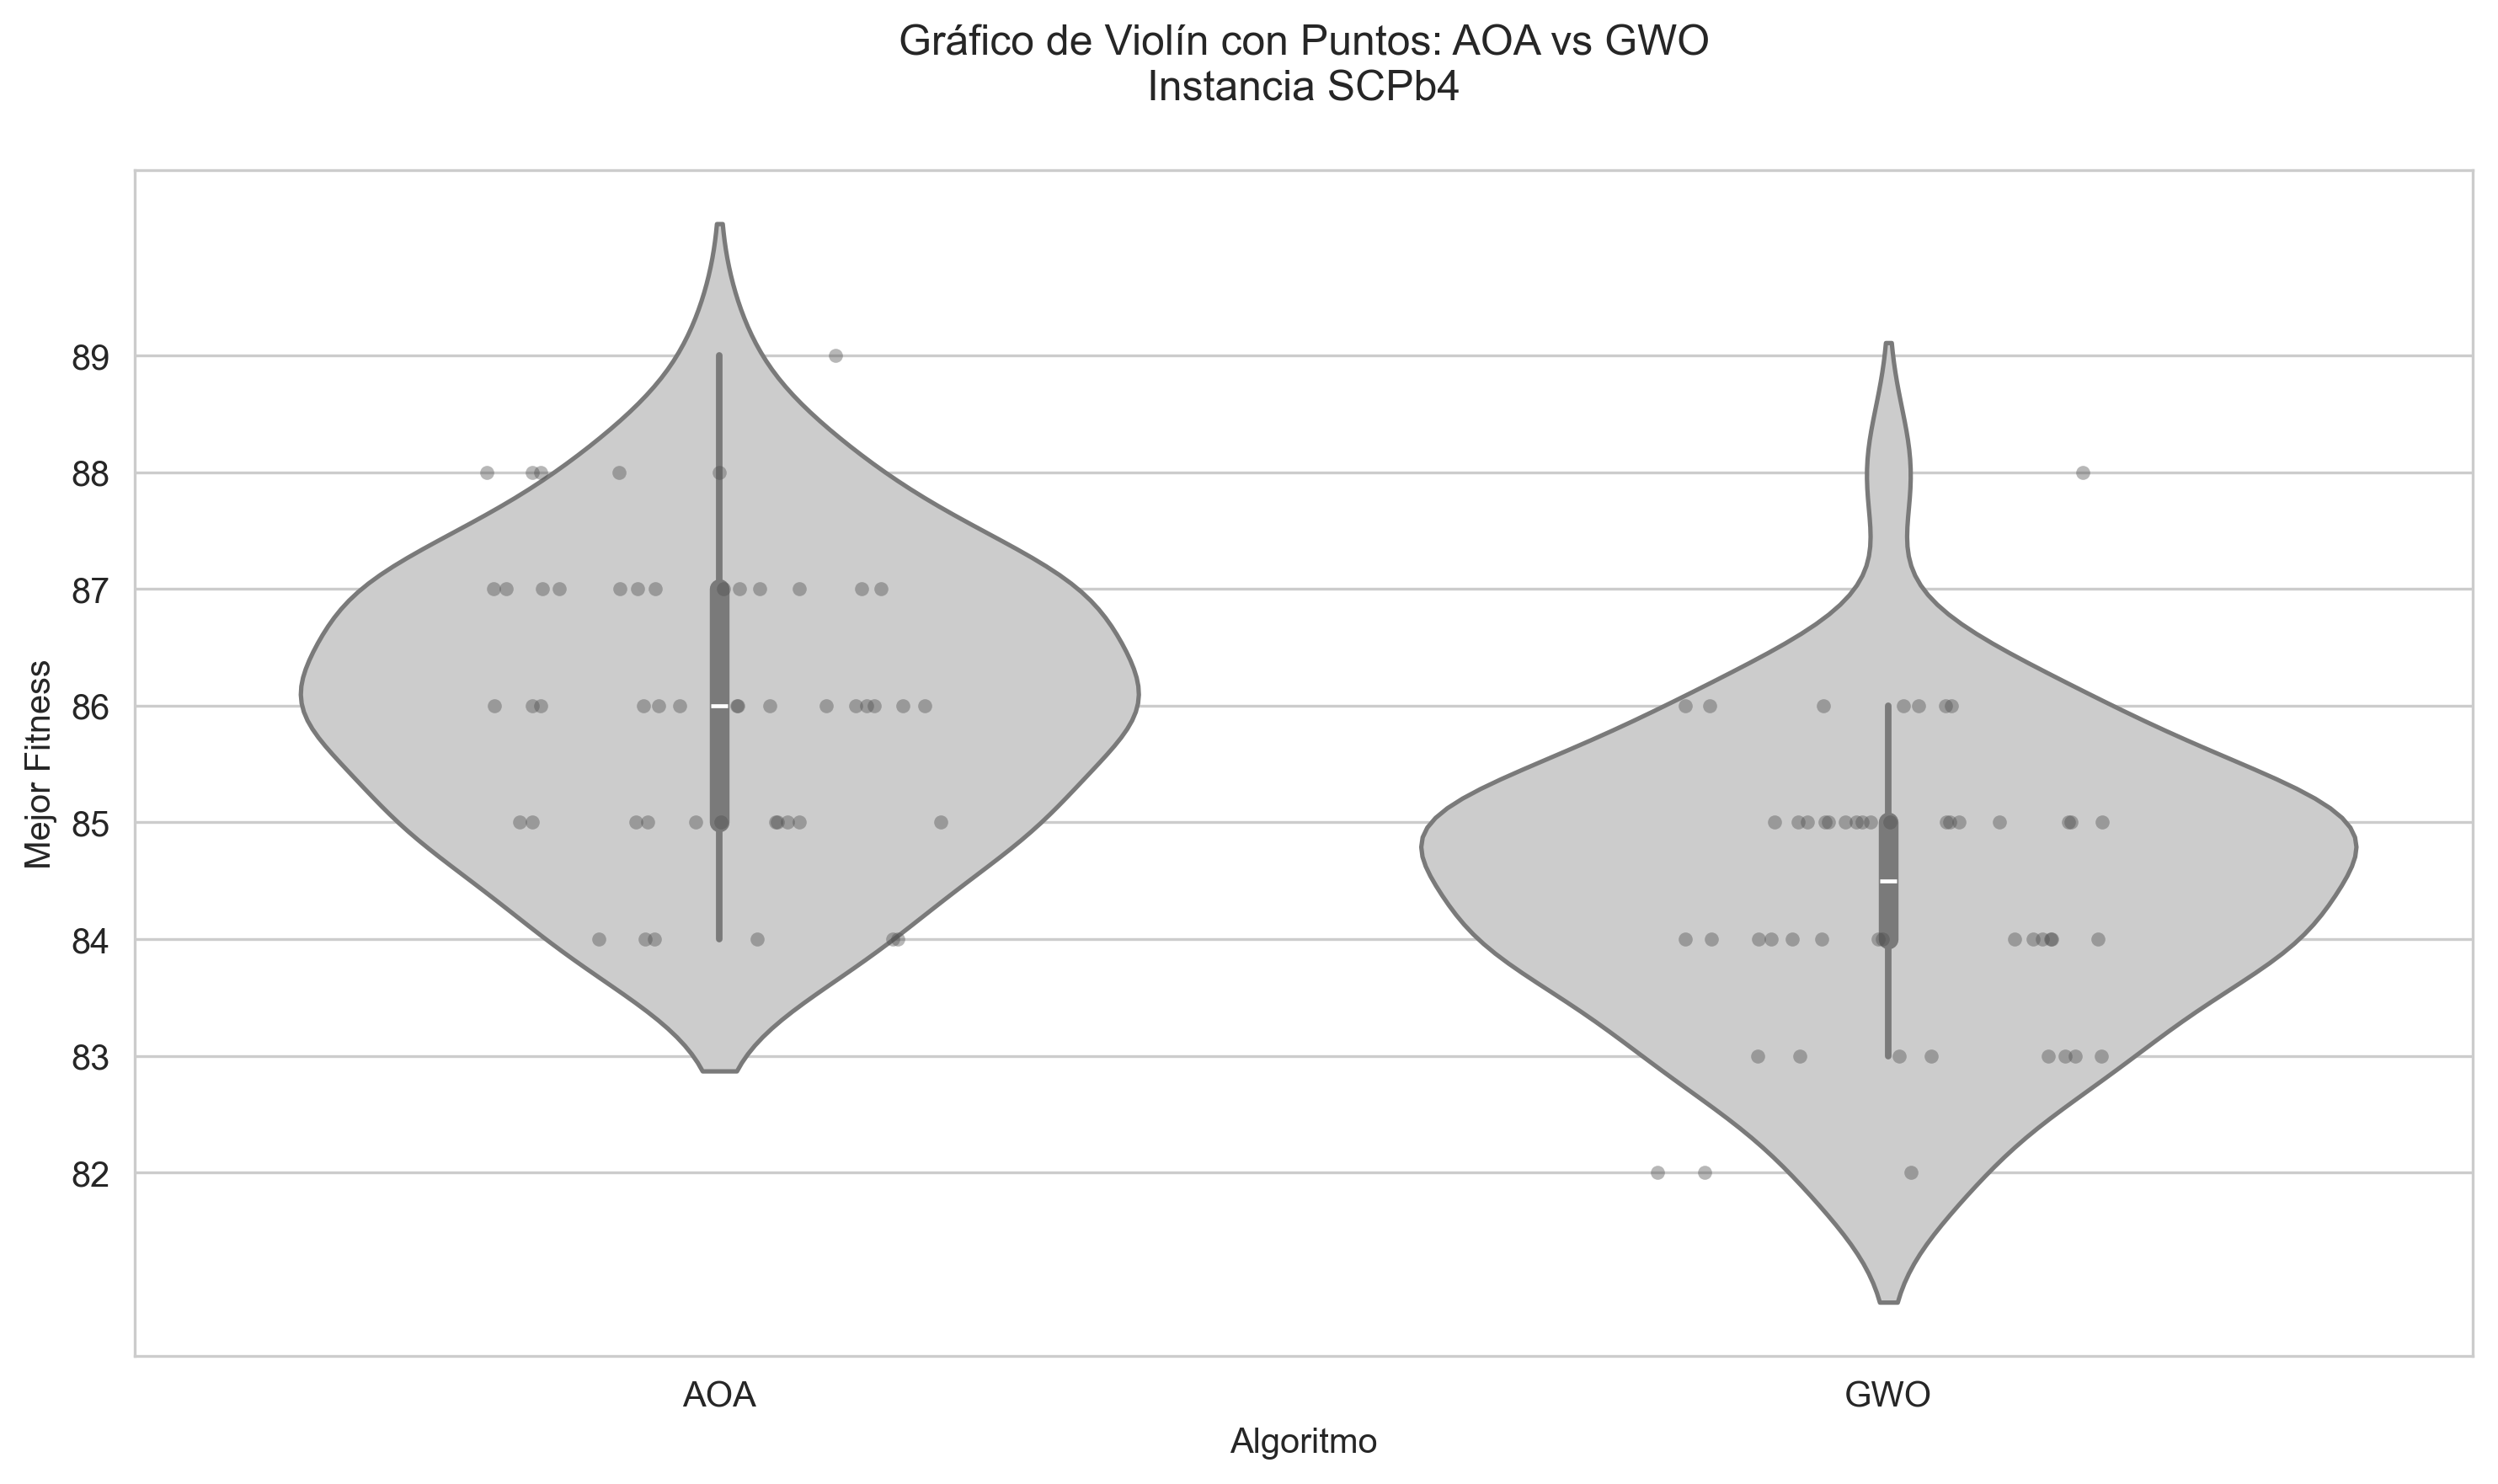 Gráfico de Violín con Puntos: AOA vs GWO
Instancia SCPb4
Mejor Fitness
89
88
87
86
85
84
83
82
AOA
GWO
Algoritmo